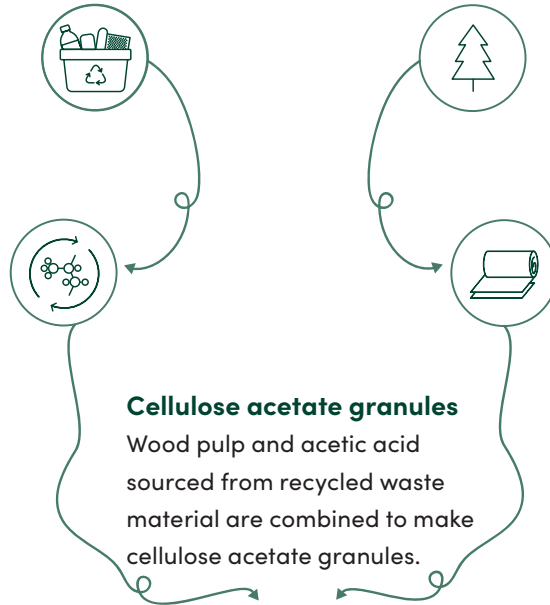 Cellulose acetate granules
Wood pulp and acetic acid
sourced from recycled waste
material are combined to make
cellulose acetate granules.